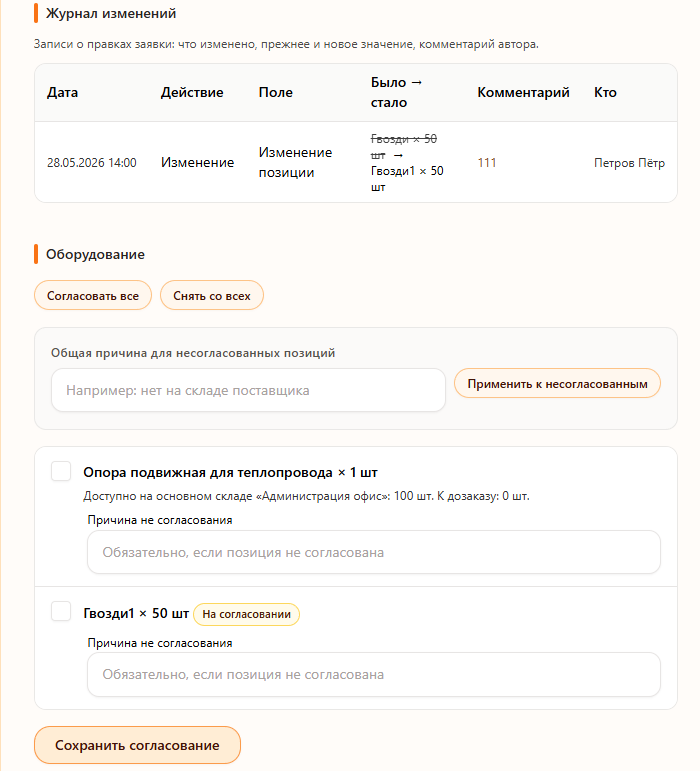 Журнал изменений
Записи о правках заявки: что изменено, прежнее и новое значение, комментарий автора.
Дата Действие Поле Было → стало Комментарий Кто
28.05.2026 14:00 Изменение Изменение позиции Гвозди × 50 шт → Гвозди1 × 50 шт 111 Петров Пётр
Оборудование
Согласовать все Снять со всех
Общая причина для несогласованных позиций
Например: нет на складе поставщика Применить к несогласованным
Опора подвижная для теплопровода × 1 шт
Доступно на основном складе «Администрация офис»: 100 шт. К дозаказу: 0 шт.
Причина не согласования
Обязательно, если позиция не согласована
Гвозди1 × 50 шт На согласовании
Причина не согласования
Обязательно, если позиция не согласована
Сохранить согласование